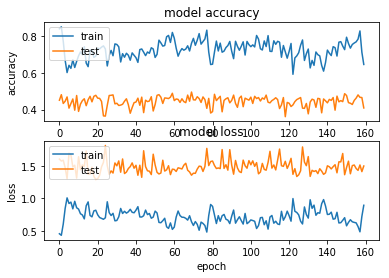 model accuracy
accuracy
0.8
0.6
0.4
train
test
0 20 40 60 80 100 120 140 160
model loss
loss
1.5
1.0
0.5
train
test
0 20 40 60 80 100 120 140 160
epoch